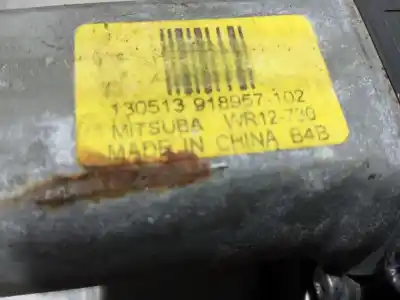 130513 918957-102
MITSUBA WR12-730
MADE IN CHINA B4B